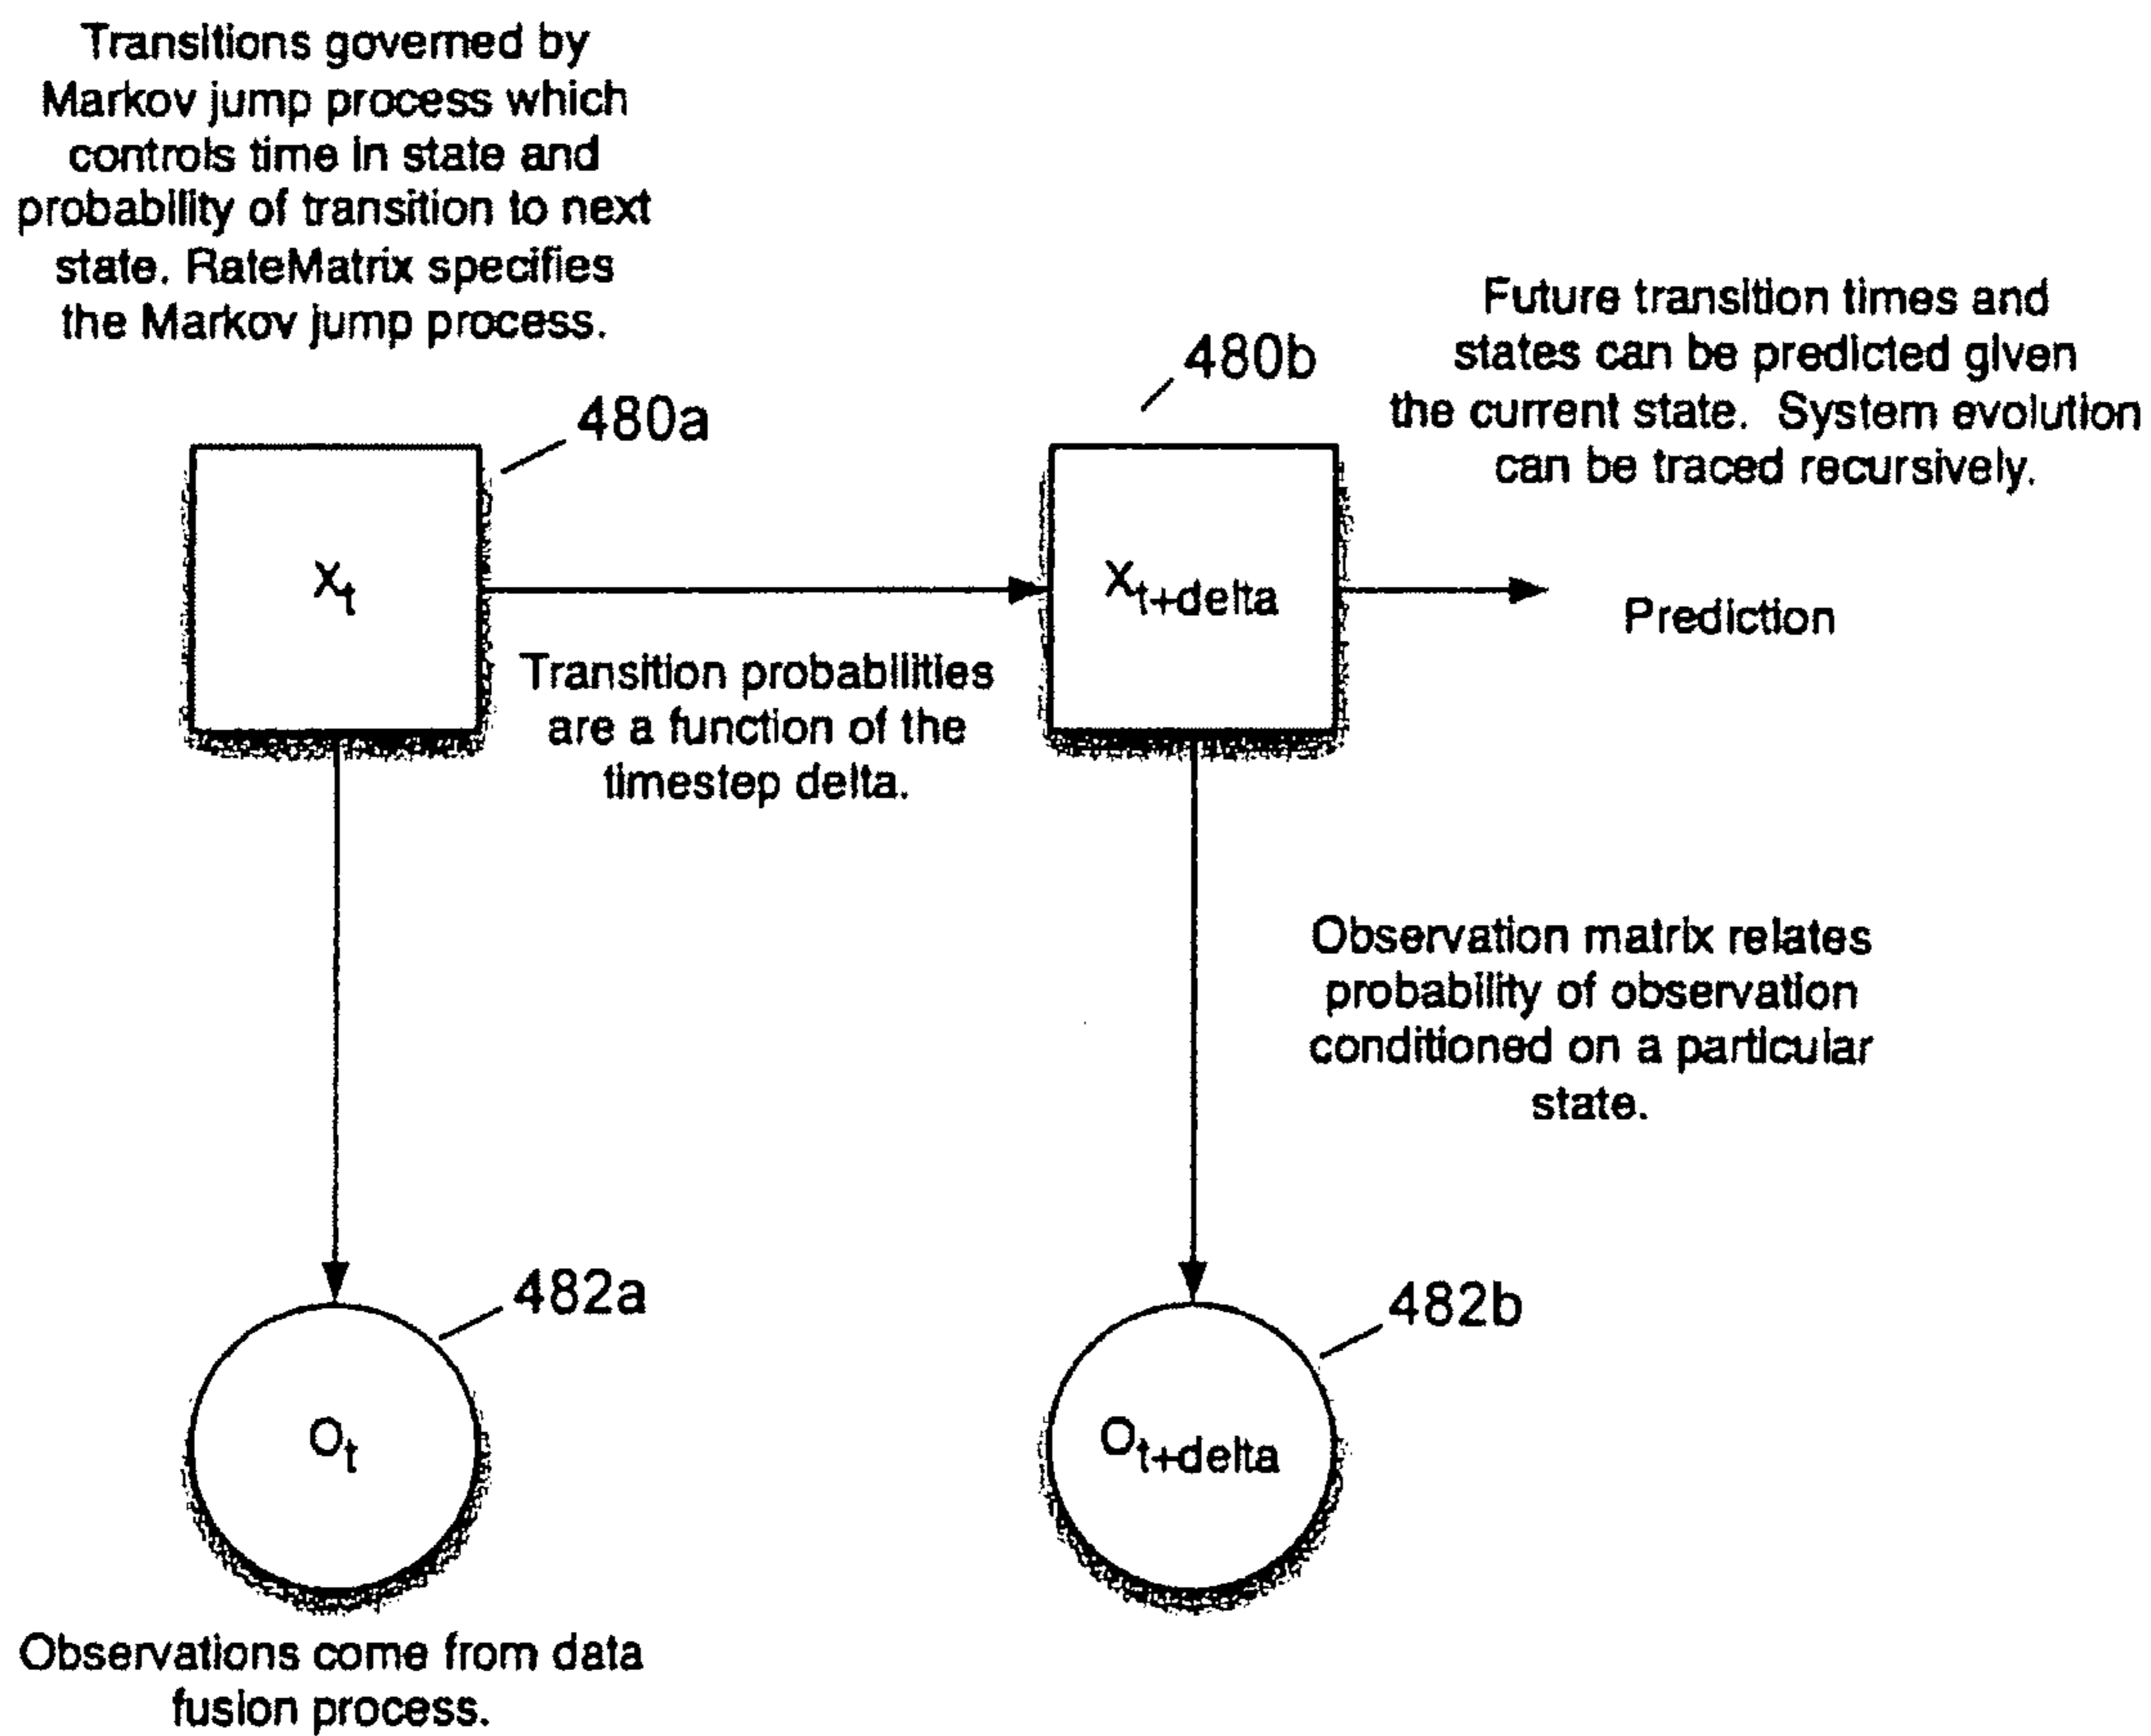 Transitions governed by
Markov jump process which
controls time in state and
probability of transition to next
state. RateMatrix specifies
the Markov jump process.
480a
480b
Future transition times and
states can be predicted given
the current state. System evolution
can be traced recursively.
Xt
Xt+delta
Prediction
Transition probabilities
are a function of the
timestep delta.
Observation matrix relates
probability of observation
conditioned on a particular
state.
482a
482b
Ot
Ot+delta
Observations come from data
fusion process.